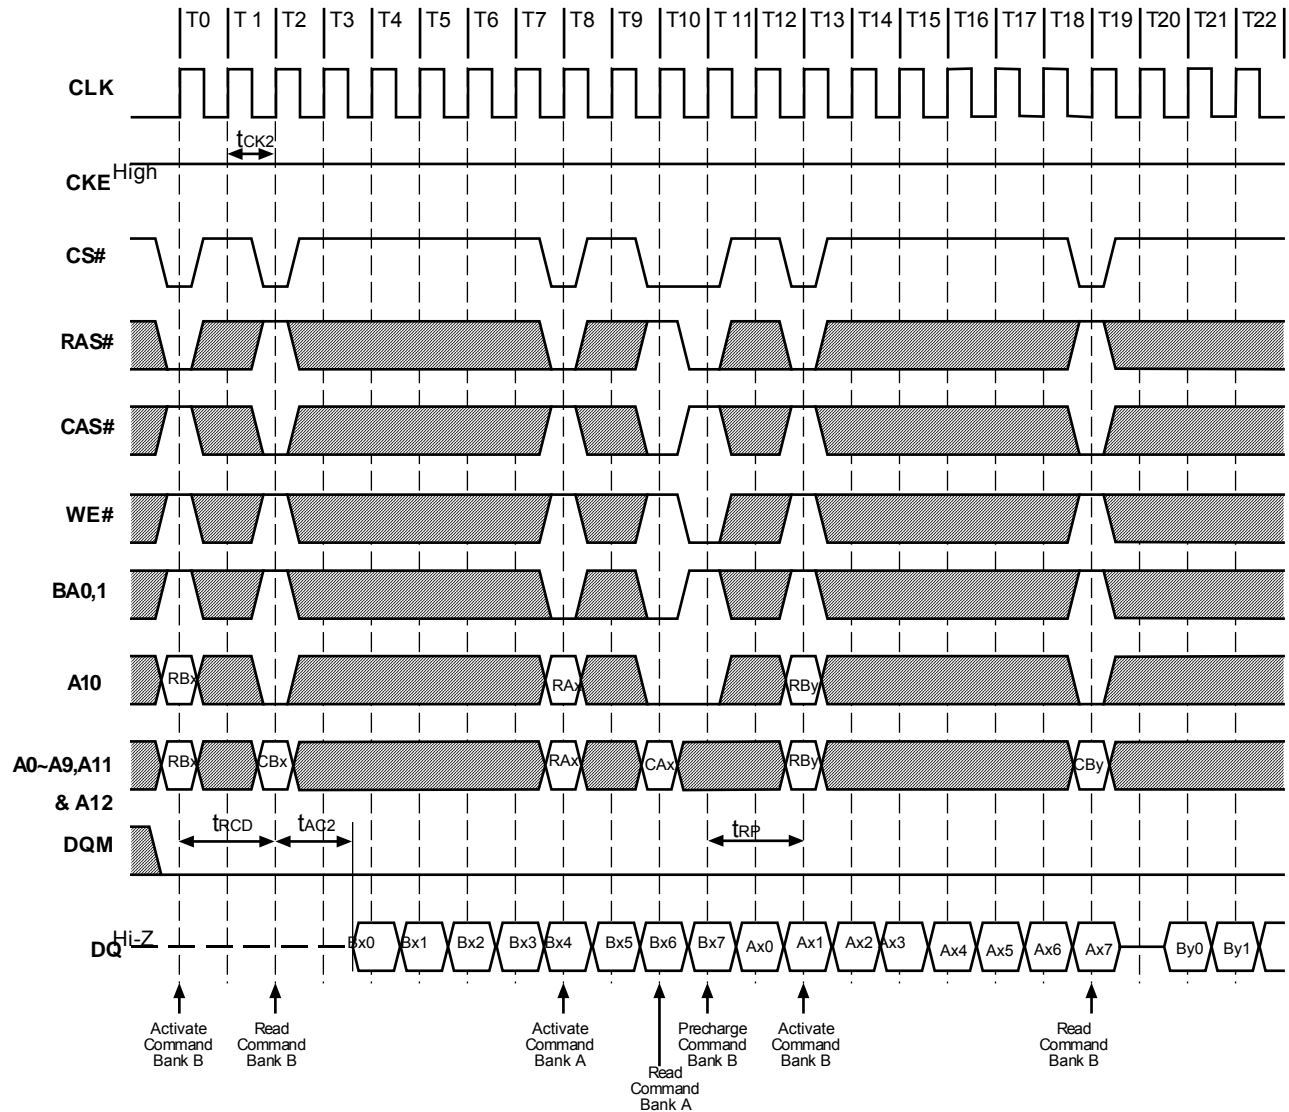 T0 T 1 T2 T3 T4 T5 T6 T7 T8 T9 T10 T 11 T12 T13 T14 T15 T16 T17 T18 T19 T20 T21 T22
CLK
tCK2
High
CKE
CS#
RAS#
CAS#
WE#
BA0,1
A10 RBx RAx RBy
A0~A9,A11 RBx CBx RAx CAx RBy CBy
& A12
tRCD tAC2 tRP
DQM
Hi-Z
DQ Bx0 Bx1 Bx2 Bx3 Bx4 Bx5 Bx6 Bx7 Ax0 Ax1 Ax2 Ax3 Ax4 Ax5 Ax6 Ax7 By0 By1
Activate
Command
Bank B
Read
Command
Bank B
Activate
Command
Bank A
Read
Command
Bank A
Precharge
Command
Bank B
Activate
Command
Bank B
Read
Command
Bank B